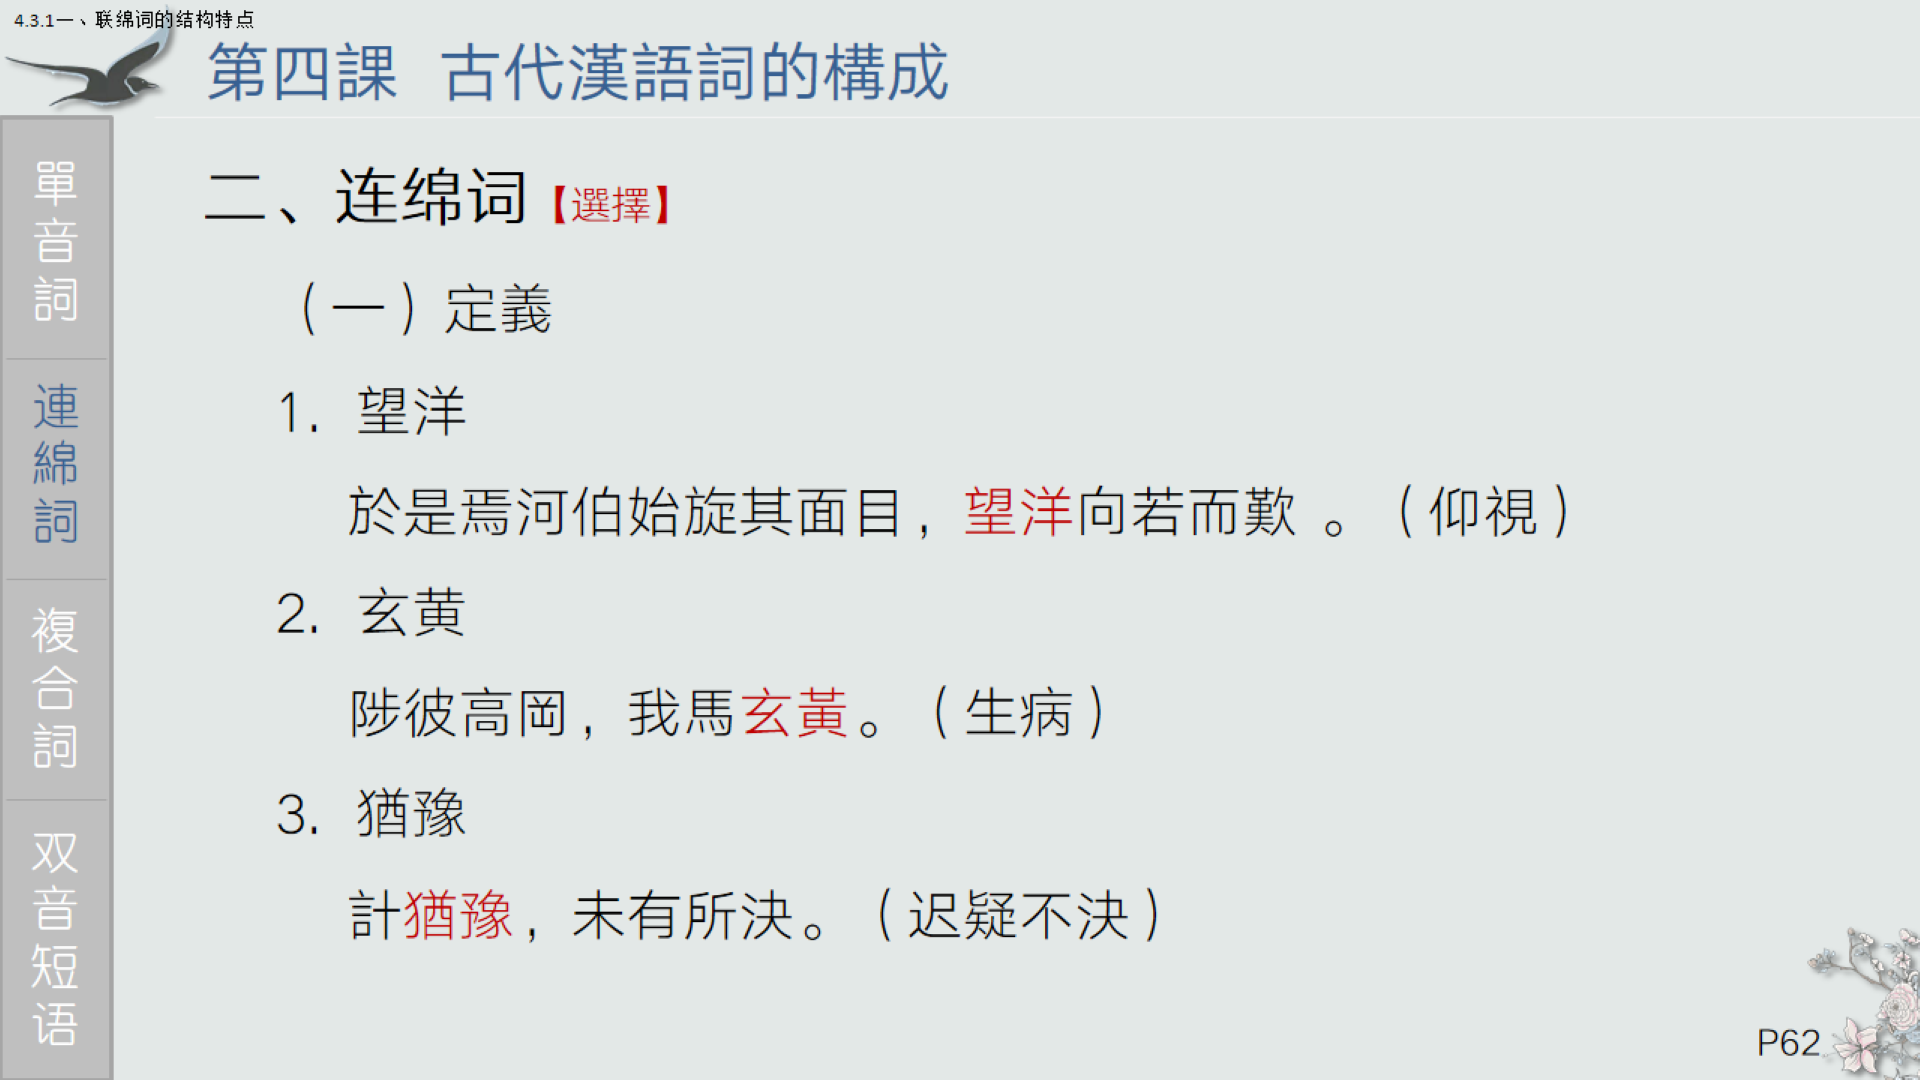 4.3.1一、联绵词的结构特点
第四課 古代漢語詞的構成
單音詞
連綿詞
複合詞
双音短语
二、连绵词【選擇】
（一）定義
1. 望洋
於是焉河伯始旋其面目，望洋向若而歎 。（仰視）
2. 玄黄
陟彼高岡，我馬玄黃。（生病）
3. 猶豫
計猶豫，未有所決。（迟疑不決）
P62